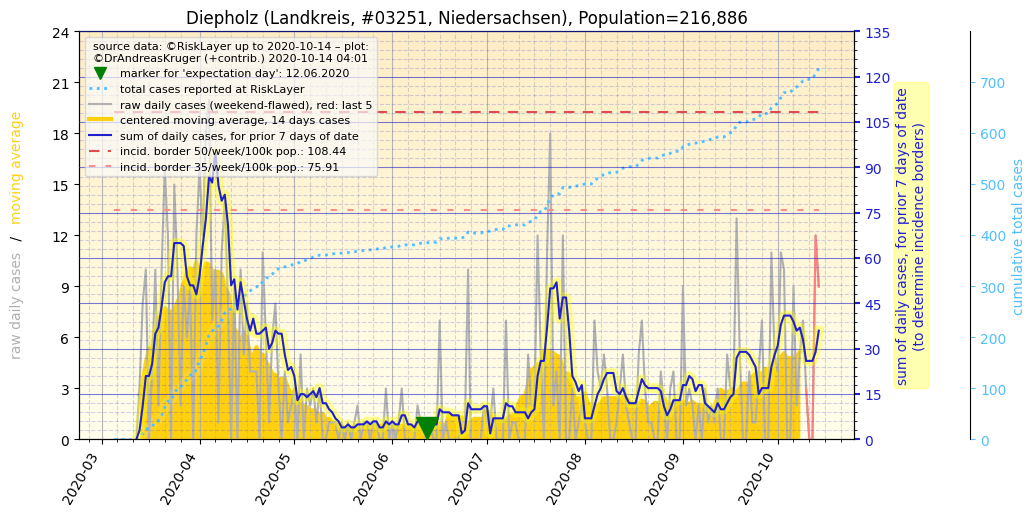 Diepholz (Landkreis, #03251, Niedersachsen), Population=216,886
source data: ©RiskLayer up to 2020-10-14 – plot:
©DrAndreasKruger (+contrib.) 2020-10-14 04:01
marker for 'expectation day': 12.06.2020
total cases reported at RiskLayer
raw daily cases (weekend-flawed), red: last 5
centered moving average, 14 days cases
sum of daily cases, for prior 7 days of date
incid. border 50/week/100k pop.: 108.44
incid. border 35/week/100k pop.: 75.91
raw daily cases / moving average
24
21
18
15
12
9
6
3
0
2020-03
2020-04
2020-05
2020-06
2020-07
2020-08
2020-09
2020-10
135
120
105
90
75
60
45
30
15
0
sum of daily cases, for prior 7 days of date
(to determine incidence borders)
700
600
500
400
300
200
100
0
cumulative total cases